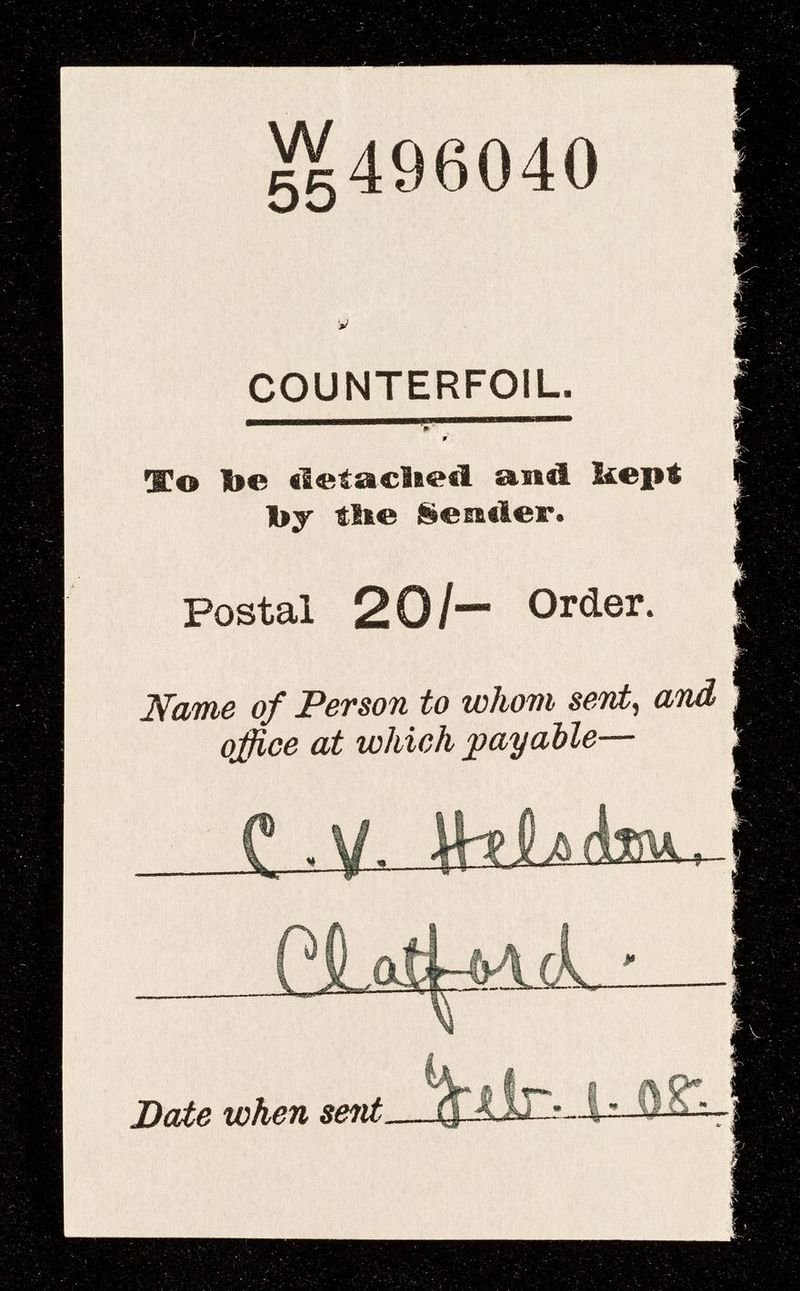 W
55 496040
COUNTERFOIL.
To be detached and kept
by the Sender.
Postal 20/- Order.
Name of Person to whom sent, and
office at which payable—
C. V. Helsdon,
Clatford.
Date when sent Feb. 1. 08.